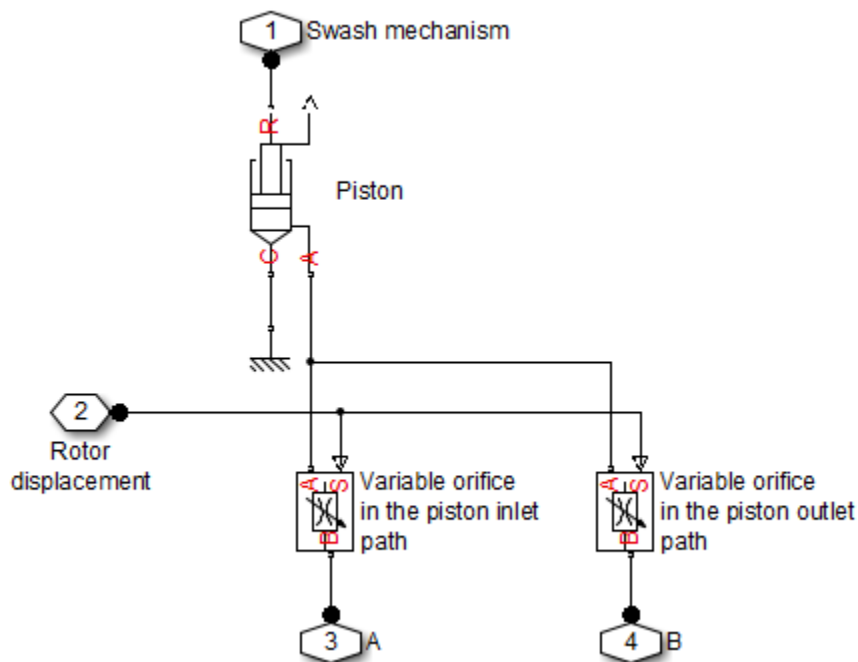 1 Swash mechanism
R
Piston
C A
2
Rotor
displacement
A S Variable orifice
in the piston inlet
B path
A S Variable orifice
in the piston outlet
B path
3 A
4 B